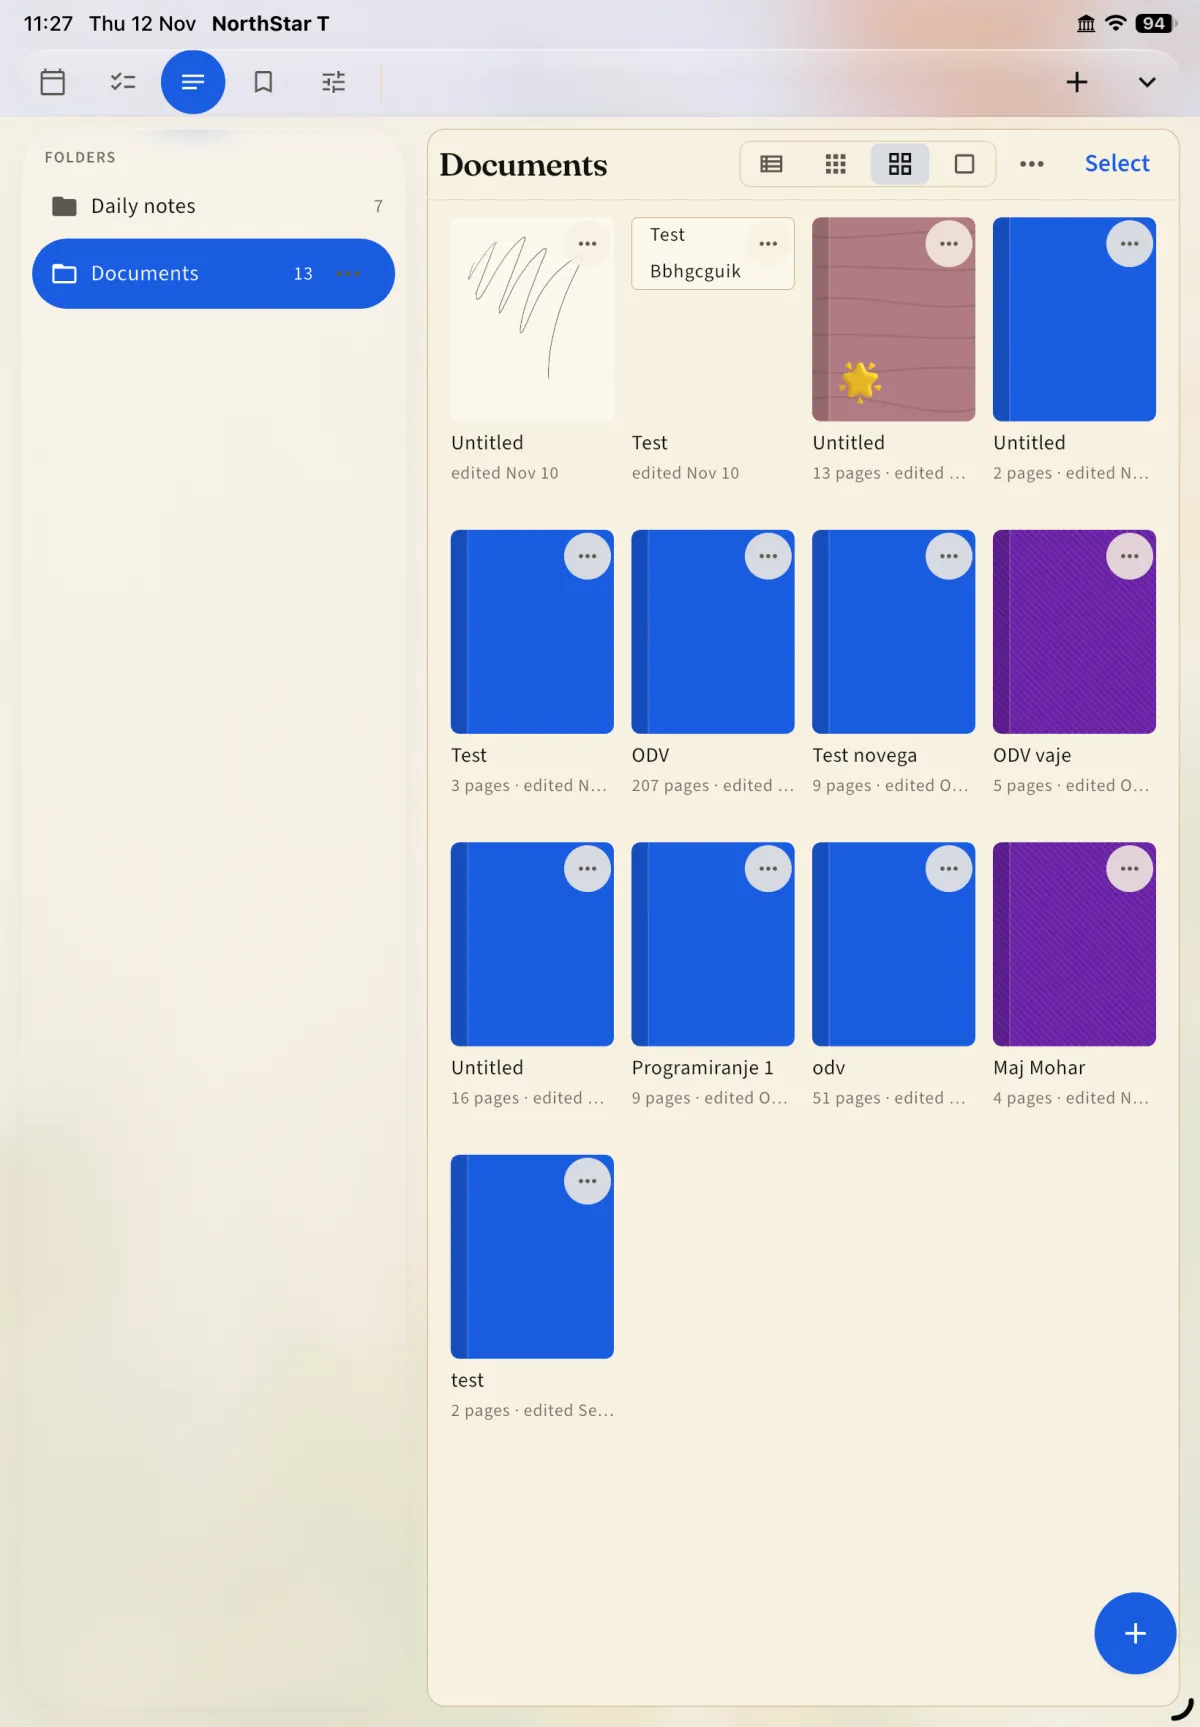 11:27 Thu 12 Nov NorthStar T 94
FOLDERS
Daily notes 7
Documents 13
Documents Select
Test
Bbhgcguik
Untitled
edited Nov 10
Test
edited Nov 10
Untitled
13 pages · edited ...
Untitled
2 pages · edited N...
Test
3 pages · edited N...
ODV
207 pages · edited ...
Test novega
9 pages · edited O...
ODV vaje
5 pages · edited O...
Untitled
16 pages · edited ...
Programiranje 1
9 pages · edited O...
odv
51 pages · edited ...
Maj Mohar
4 pages · edited N...
test
2 pages · edited Se...